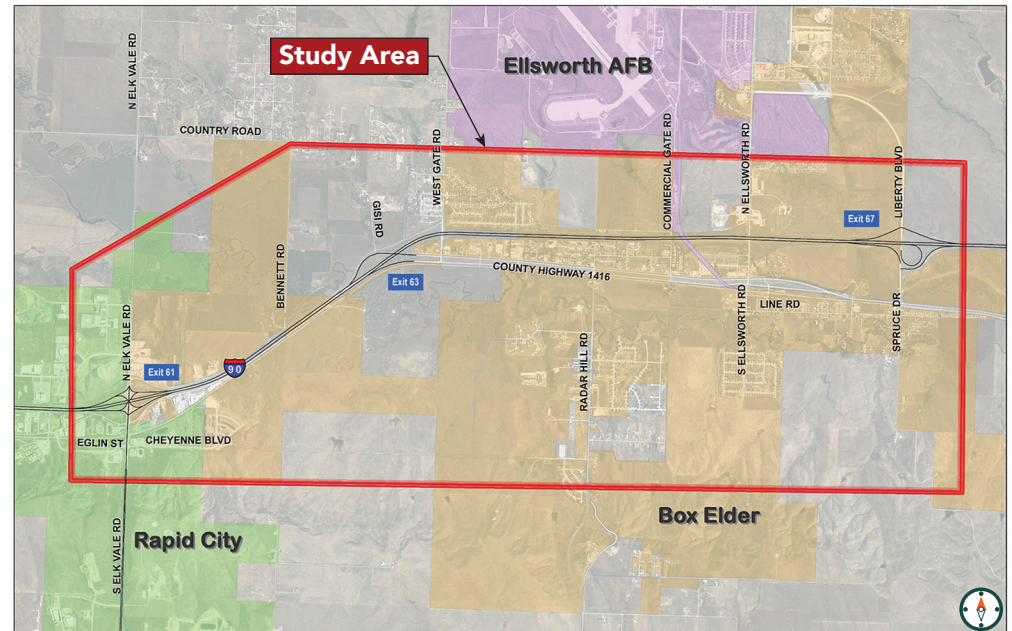 N ELK VALE RD
Study Area
Ellsworth AFB
COUNTRY ROAD
WEST GATE RD
COMMERCIAL GATE RD
N ELLSWORTH RD
LIBERTY BLVD
GISI RD
Exit 67
BENNETT RD
COUNTY HIGHWAY 1416
Exit 63
LINE RD
N ELK VALE RD
S ELLSWORTH RD
SPRUCE DR
RADAR HILL RD
Exit 61
90
EGLIN ST
CHEYENNE BLVD
Box Elder
Rapid City
S ELK VALE RD